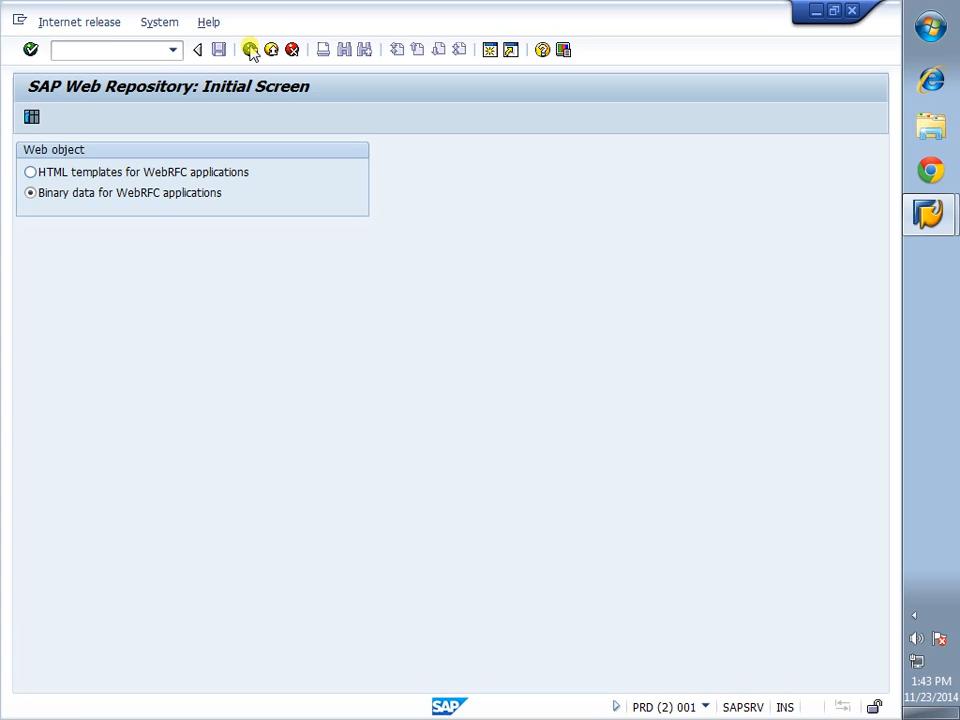 Internet release System Help
SAP Web Repository: Initial Screen
Web object
HTML templates for WebRFC applications
Binary data for WebRFC applications
SAP
PRD (2) 001 SAPSRV INS
1:43 PM
11/23/2014